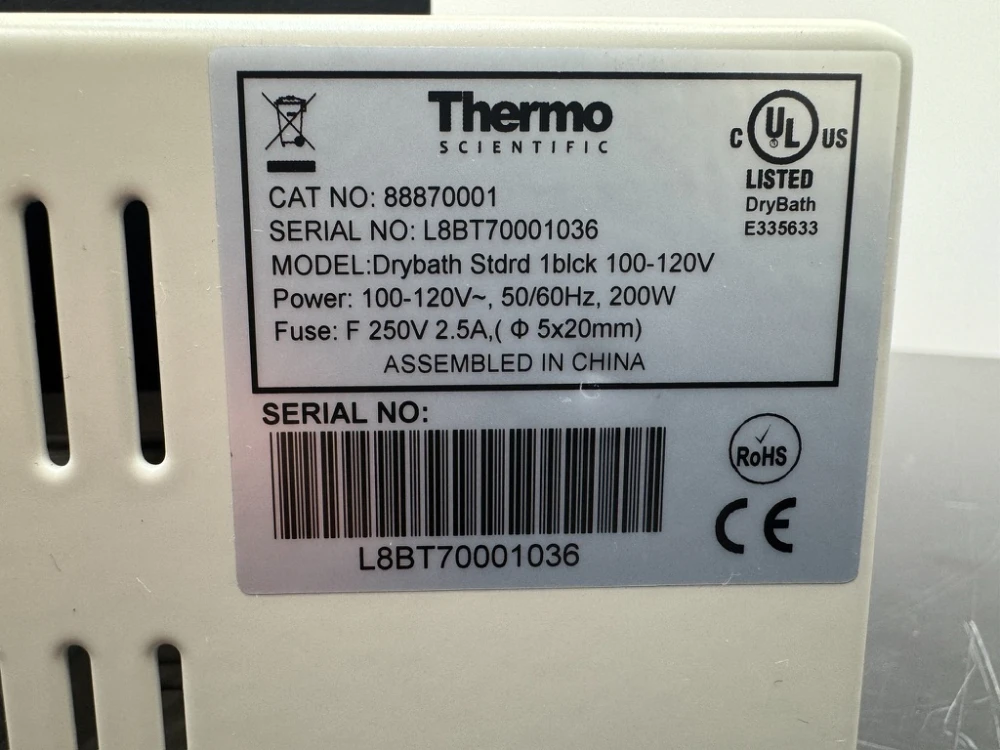 Thermo
SCIENTIFIC
C UL US
LISTED
DryBath
E335633
CAT NO: 88870001
SERIAL NO: L8BT70001036
MODEL:Drybath Stdrd 1blck 100-120V
Power: 100-120V~, 50/60Hz, 200W
Fuse: F 250V 2.5A,( Φ 5x20mm)
ASSEMBLED IN CHINA
SERIAL NO:
L8BT70001036
RoHS
CE